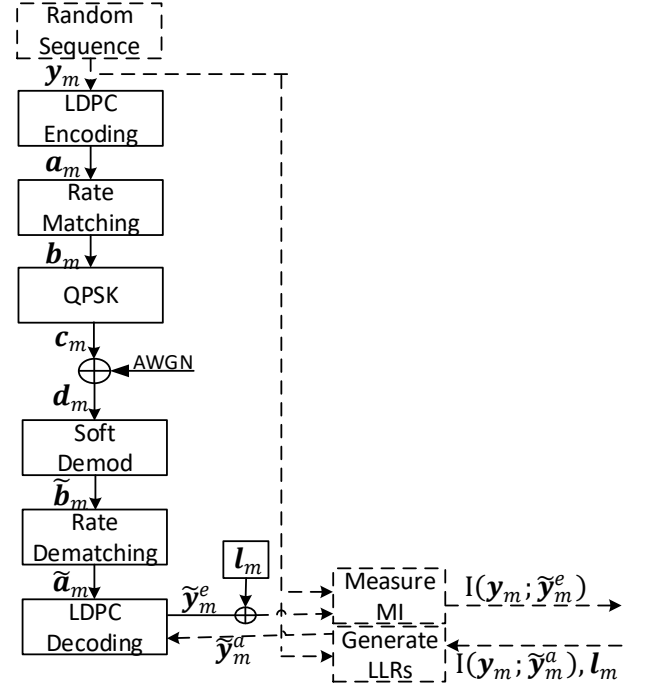 Random
Sequence
𝒚_m
LDPC
Encoding
𝒂_m
Rate
Matching
𝒃_m
QPSK
𝒄_m
AWGN
𝒅_m
Soft
Demod
𝒃̃_m
Rate
Dematching
𝒂̃_m
𝒍_m
LDPC
Decoding
𝒚̃_m^e
𝒚̃_m^a
Measure
MI
I(𝒚_m; 𝒚̃_m^e)
Generate
LLRs
I(𝒚_m; 𝒚̃_m^a), 𝒍_m